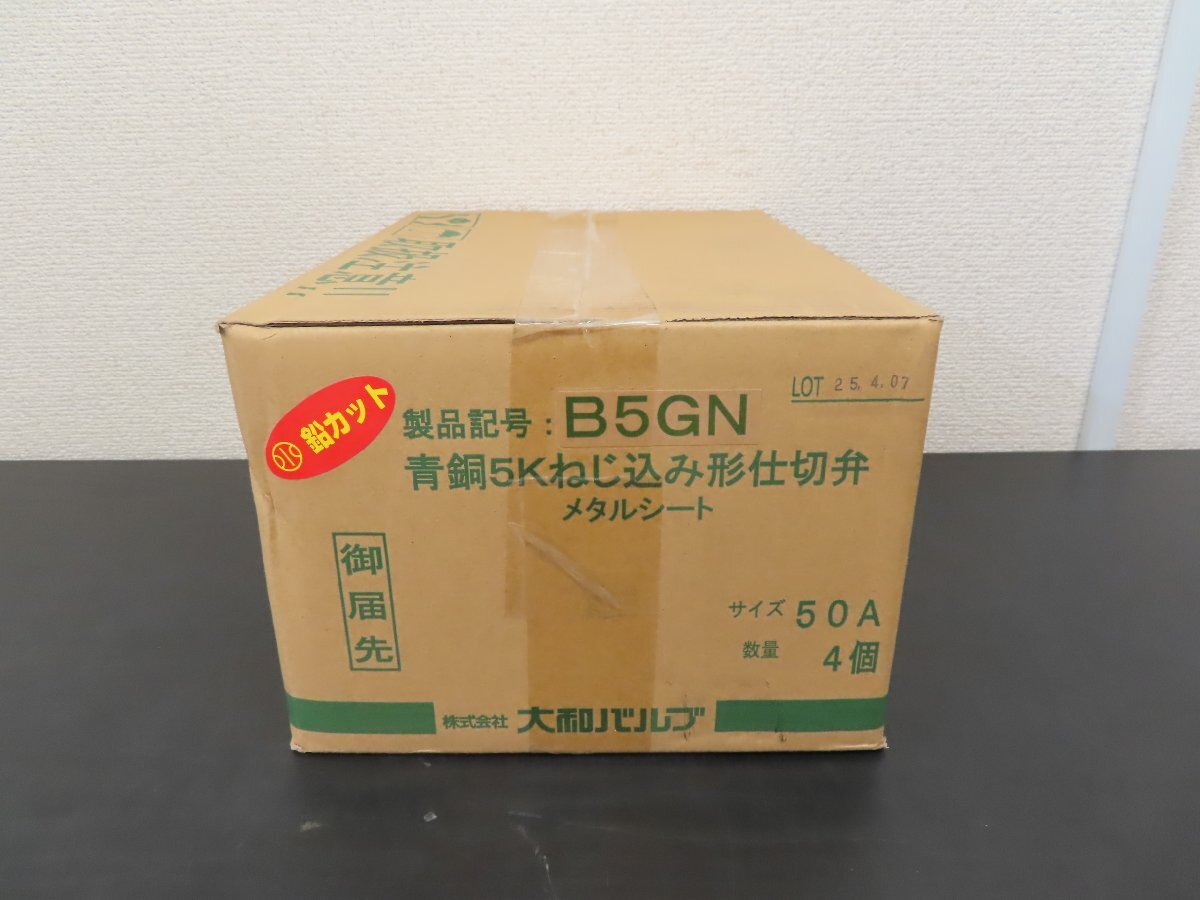 LOT 25.4.07
鉛カット
製品記号：B5GN
青銅5Kねじ込み形仕切弁
メタルシート
御届先
サイズ 50A
数量 4個
株式会社 大和バルブ